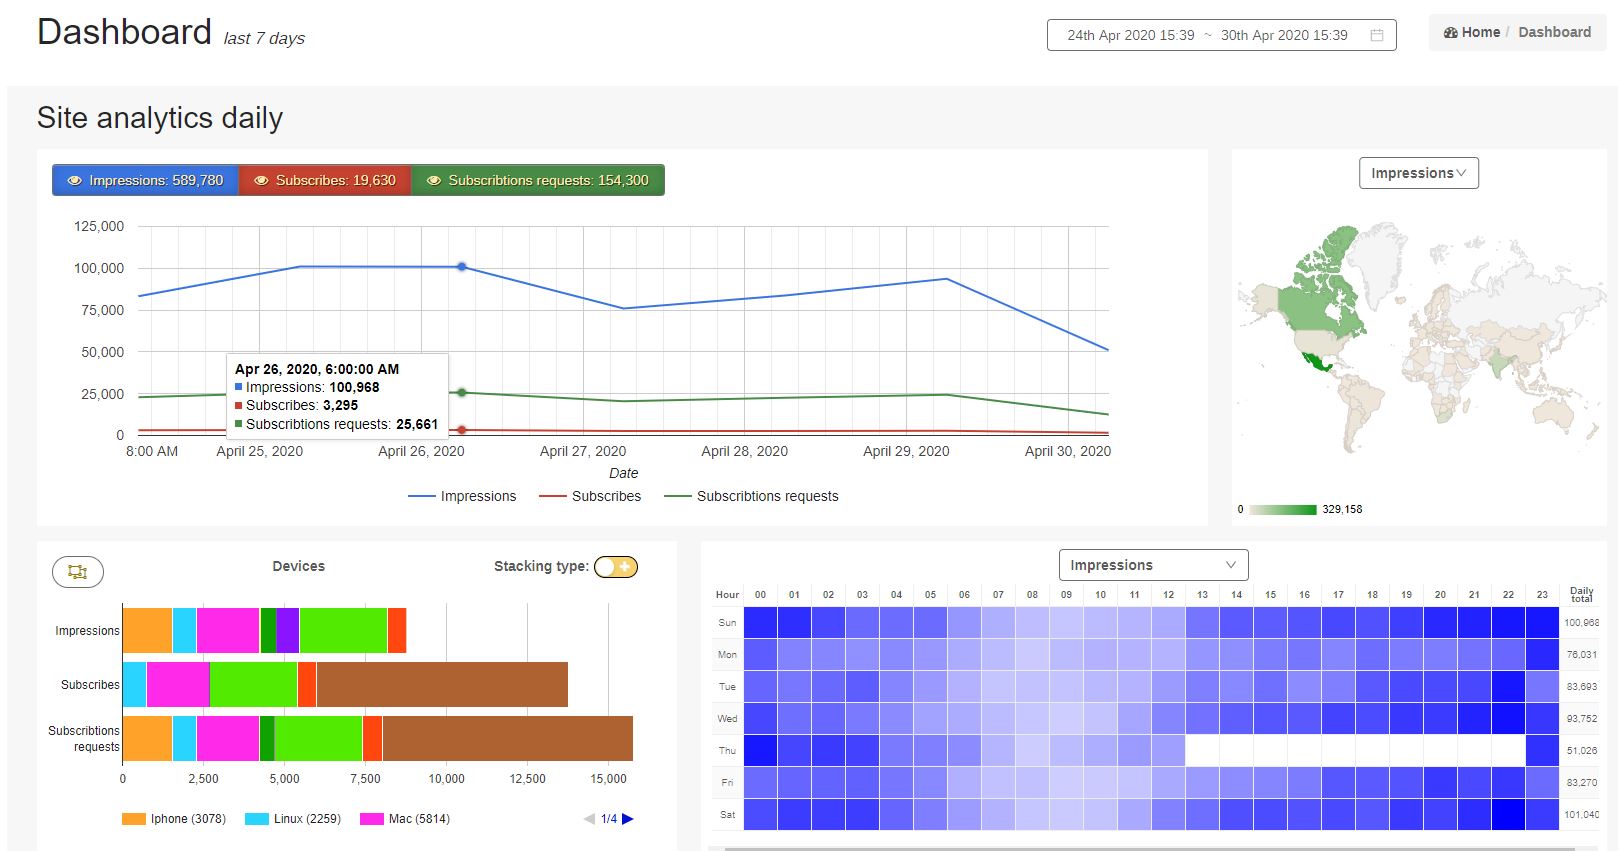 Dashboard last 7 days
24th Apr 2020 15:39 ~ 30th Apr 2020 15:39
Home / Dashboard
Site analytics daily
Impressions: 589,780
Subscribes: 19,630
Subscribtions requests: 154,300
125,000
100,000
75,000
50,000
25,000
0
Apr 26, 2020, 6:00:00 AM
Impressions: 100,968
Subscribes: 3,295
Subscribtions requests: 25,661
8:00 AM April 25, 2020 April 26, 2020 April 27, 2020 April 28, 2020 April 29, 2020 April 30, 2020
Date
Impressions Subscribes Subscribtions requests
Impressions
0 329,158
Devices
Stacking type:
Impressions
Subscribes
Subscribtions
requests
0 2,500 5,000 7,500 10,000 12,500 15,000
Iphone (3078) Linux (2259) Mac (5814) 1/4
Impressions
Hour 00 01 02 03 04 05 06 07 08 09 10 11 12 13 14 15 16 17 18 19 20 21 22 23 Daily
total
Sun 100,968
Mon 76,031
Tue 83,693
Wed 93,752
Thu 51,026
Fri 83,270
Sat 101,040